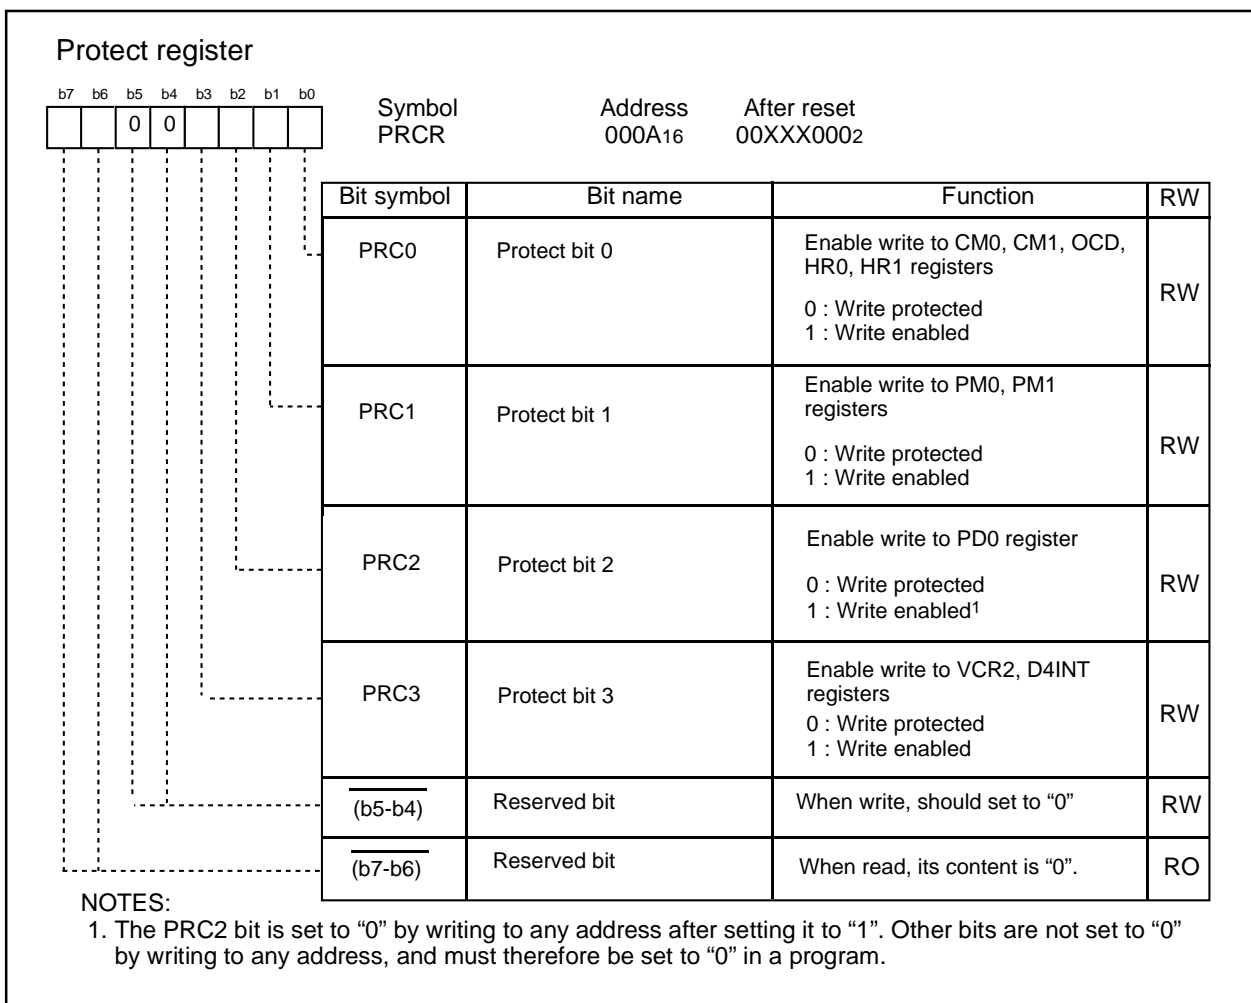 Protect register
b7 b6 b5 b4 b3 b2 b1 b0
0 0
Symbol Address After reset
PRCR 000A16 00XXX0002
Bit symbol Bit name Function RW
PRC0 Protect bit 0 Enable write to CM0, CM1, OCD,
HR0, HR1 registers
0 : Write protected
1 : Write enabled
RW
PRC1 Protect bit 1 Enable write to PM0, PM1
registers
0 : Write protected
1 : Write enabled
RW
PRC2 Protect bit 2 Enable write to PD0 register
0 : Write protected
1 : Write enabled1
RW
PRC3 Protect bit 3 Enable write to VCR2, D4INT
registers
0 : Write protected
1 : Write enabled
RW
(b5-b4) Reserved bit When write, should set to “0” RW
(b7-b6) Reserved bit When read, its content is “0”. RO
NOTES:
1. The PRC2 bit is set to “0” by writing to any address after setting it to “1”. Other bits are not set to “0”
by writing to any address, and must therefore be set to “0” in a program.